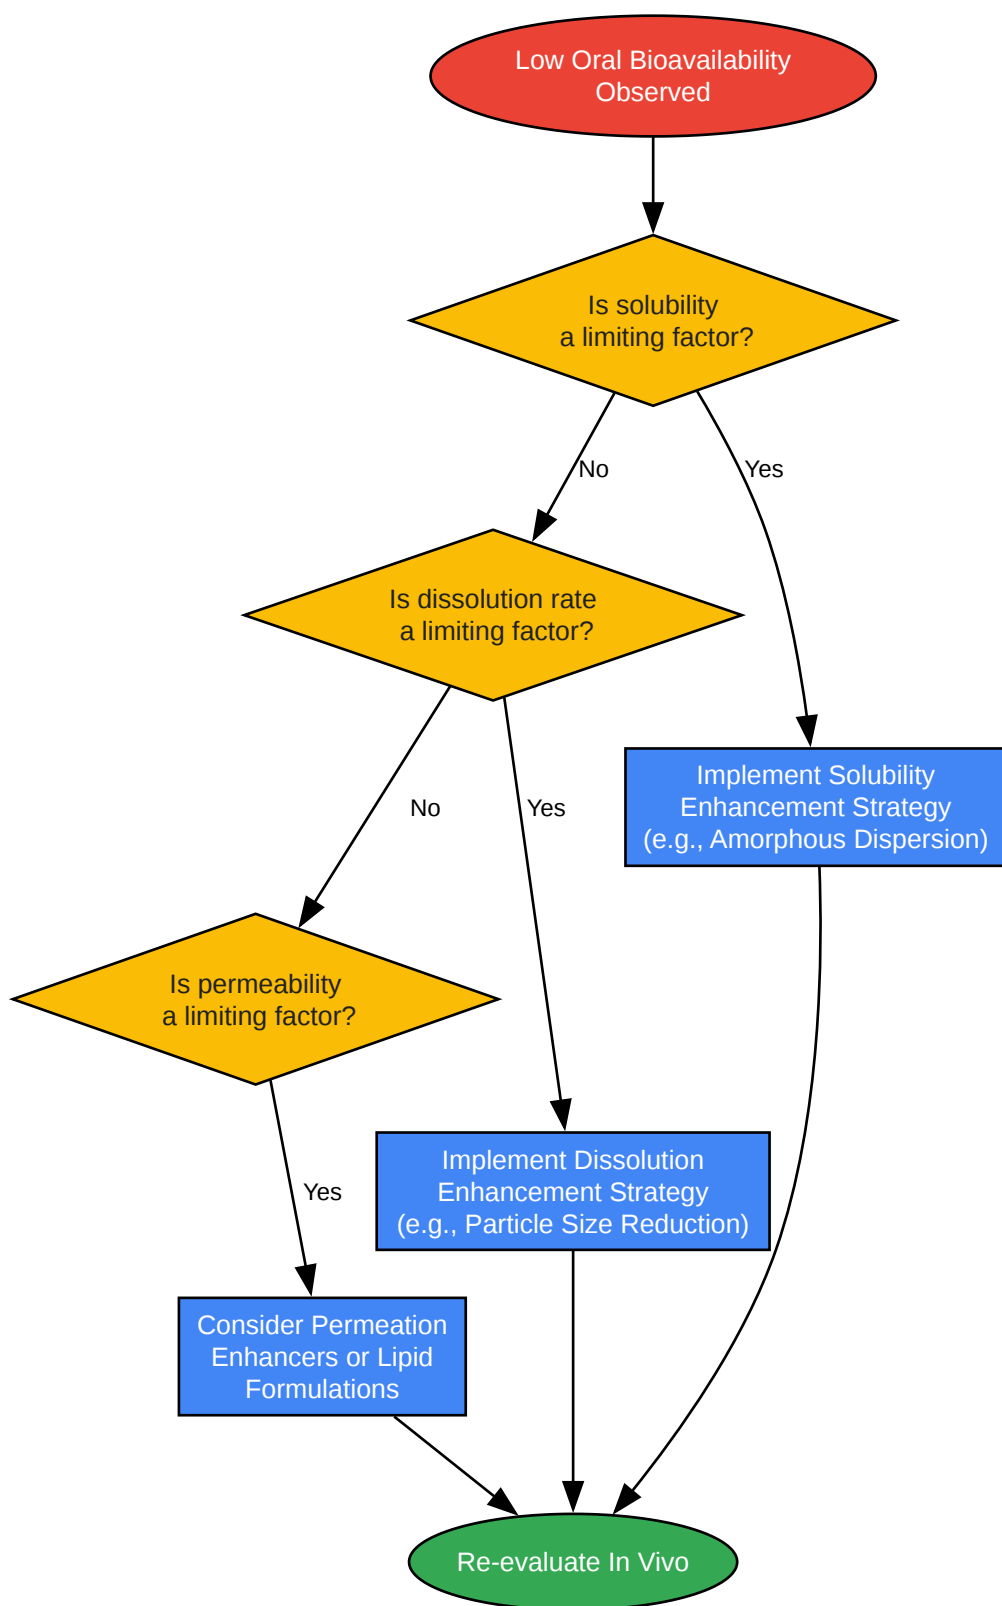 Low Oral Bioavailability
Observed
Is solubility
a limiting factor?
No
Yes
Is dissolution rate
a limiting factor?
Implement Solubility
Enhancement Strategy
(e.g., Amorphous Dispersion)
No
Yes
Is permeability
a limiting factor?
Implement Dissolution
Enhancement Strategy
(e.g., Particle Size Reduction)
Yes
Consider Permeation
Enhancers or Lipid
Formulations
Re-evaluate In Vivo